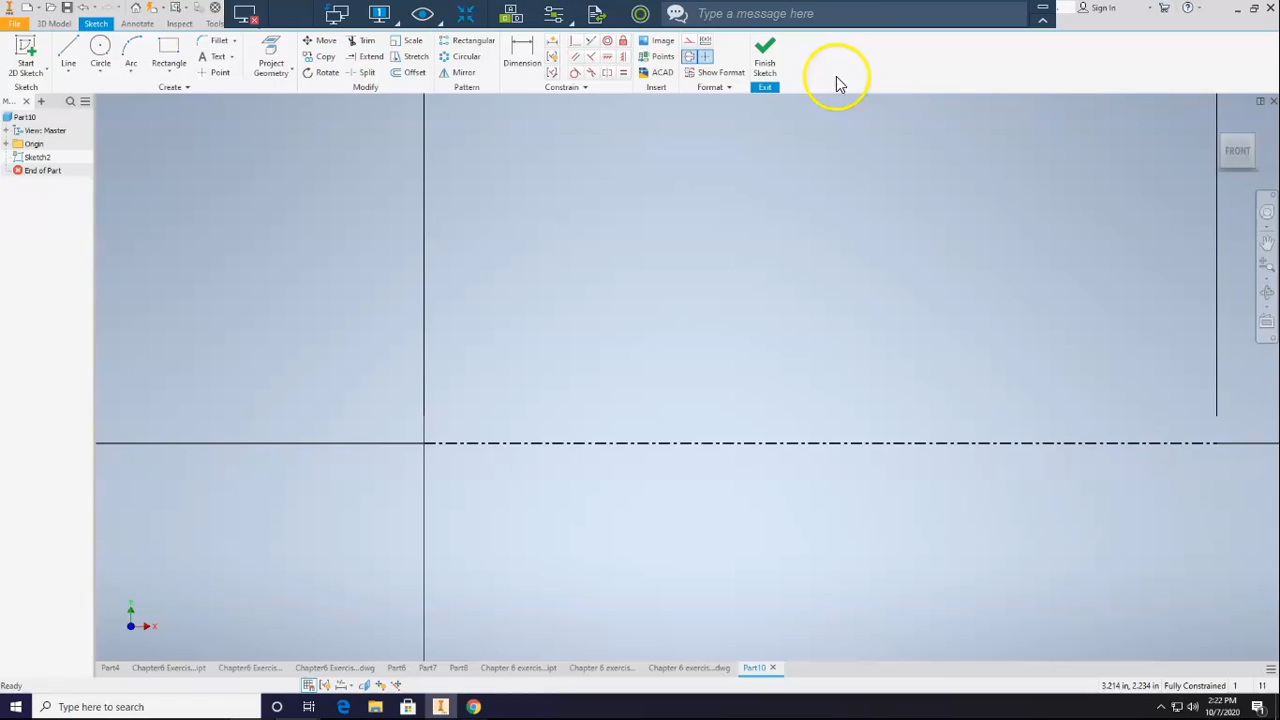 Type a message here
Sign In
File 3D Model Sketch Annotate Inspect Tools
Start 2D Sketch
Line Circle Arc Rectangle
Fillet
Text
Point
Project Geometry
Move Trim Scale
Copy Extend Stretch
Rotate Split Offset
Rectangular
Circular
Mirror
Dimension
Image
Points
ACAD
Show Format
Finish Sketch
Sketch Create Modify Pattern Constrain Insert Format Exit
M...
Part10
View: Master
Origin
Sketch2
End of Part
FRONT
X
Part4 Chapter6 Exercis...ipt Chapter6 Exercis... Chapter6 Exercis...dwg Part6 Part7 Part8 Chapter 6 exercis...ipt Chapter 6 exercis... Chapter 6 exercis...dwg Part10
Ready 3.214 in, 2.234 in Fully Constrained 1 11
Type here to search
2:22 PM
10/7/2020